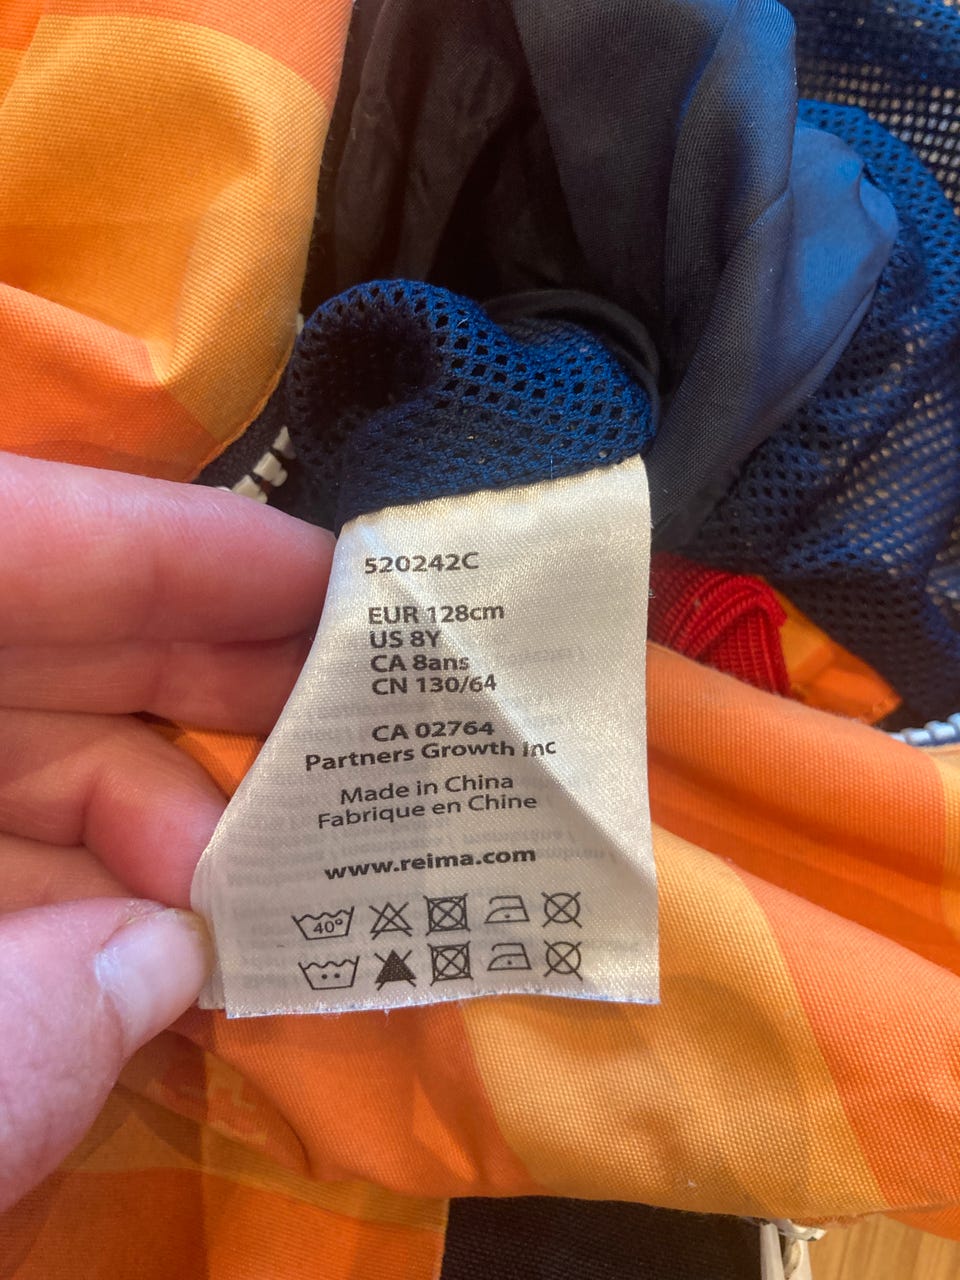 520242C
EUR 128cm
US 8Y
CA 8ans
CN 130/64
CA 02764
Partners Growth Inc
Made in China
Fabrique en Chine
www.reima.com
40°